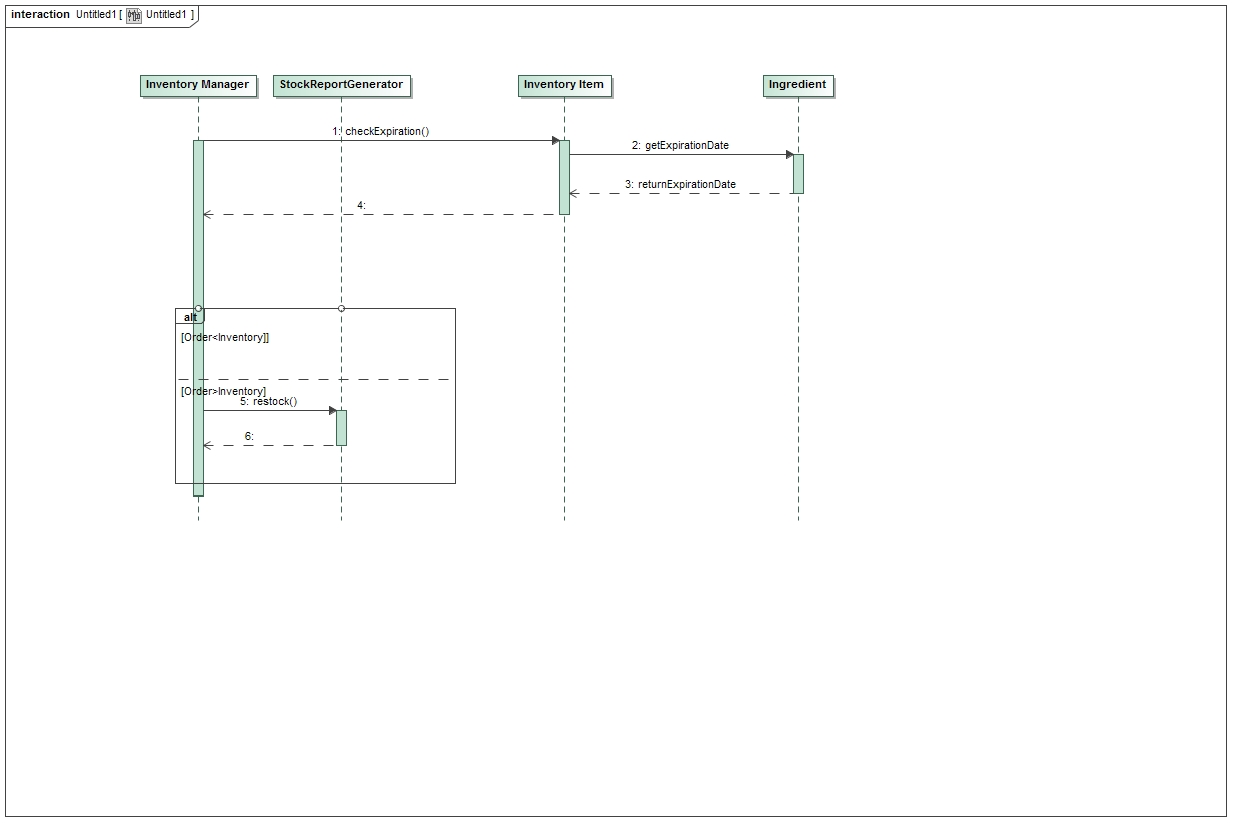 interaction Untitled1 [ Untitled1 ]
Inventory Manager
StockReportGenerator
Inventory Item
Ingredient
1: checkExpiration()
2: getExpirationDate
3: returnExpirationDate
4:
alt
[Order<Inventory]]
[Order>Inventory]
5: restock()
6: